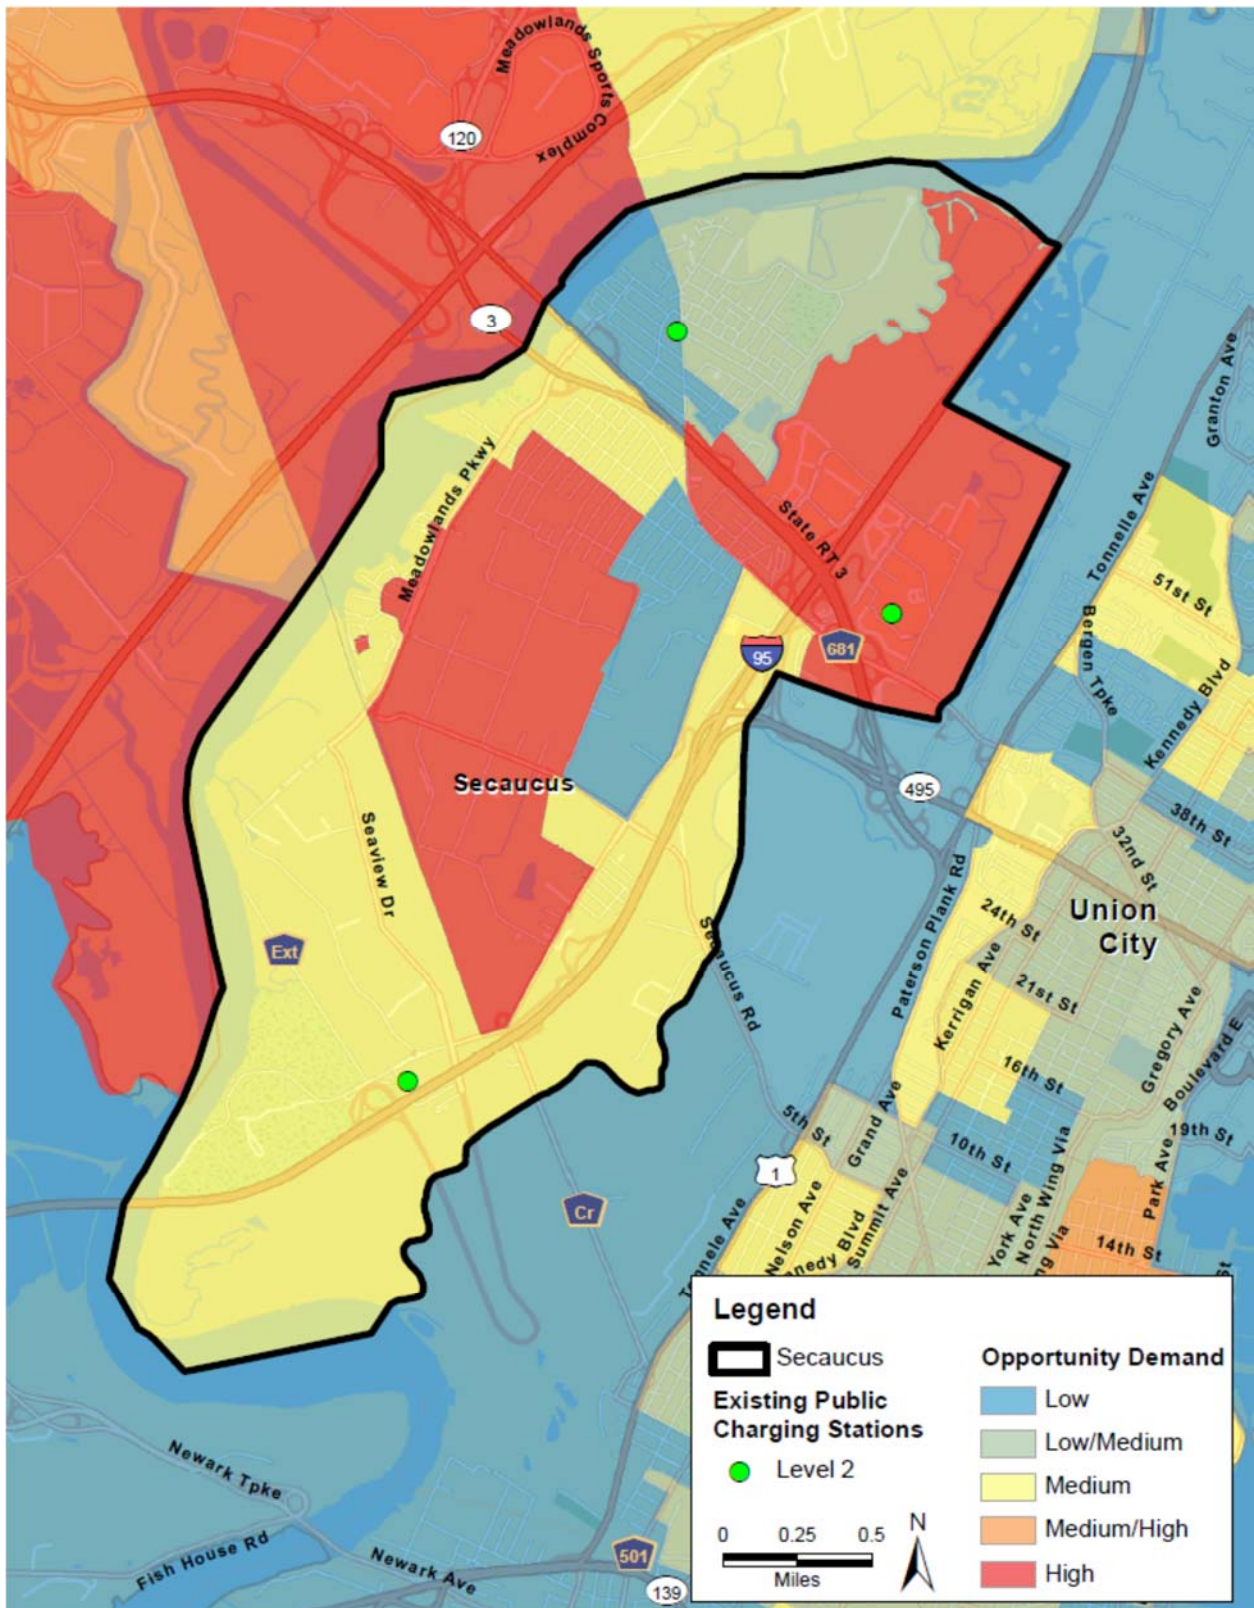 Meadowlands Sports
Complex
120
3
Granton Ave
Meadowlands Pkwy
State RT 3
Tonnelle Ave
51st St
Bergen Tpke
681
95
Kennedy Blvd
Secaucus
495
38th St
32nd St
Seaview Dr
Paterson Plank Rd
Union
City
24th St
Ext
Secaucus Rd
Kerrigan Ave
21st St
Gregory Ave
Boulevard E
16th St
5th St
Grand Ave
10th St
19th St
1
Park Ave
North Wing Via
Cr
Nelson Ave
Summit Ave
York Ave
14th St
Tonnele Ave
nnedy Blvd
ng Via
St
Legend
Secaucus
Opportunity Demand
Existing Public
Charging Stations
Low
Low/Medium
Level 2
Medium
0 0.25 0.5
N
Medium/High
Miles
High
Newark Tpke
Fish House Rd
Newark Ave
501
139